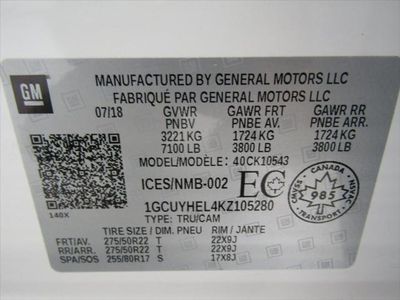 GM
MANUFACTURED BY GENERAL MOTORS LLC
FABRIQUÉ PAR GENERAL MOTORS LLC
07/18 GVWR GAWR FRT GAWR RR
PNBV PNBE AV. PNBE ARR.
3221 KG 1724 KG 1724 KG
7100 LB 3800 LB 3800 LB
MODEL/MODÈLE: 40CK10543
140X
ICES/NMB-002 EC CANADA
985
1GCUYHEL4KZ105280
TYPE: TRU/CAM
TIRE SIZE / DIM. PNEU RIM / JANTE
FRT/AV. 275/50R22 T 22X9J
RR/ARR. 275/50R22 T 22X9J
SPA/SOS 255/80R17 S 17X8J